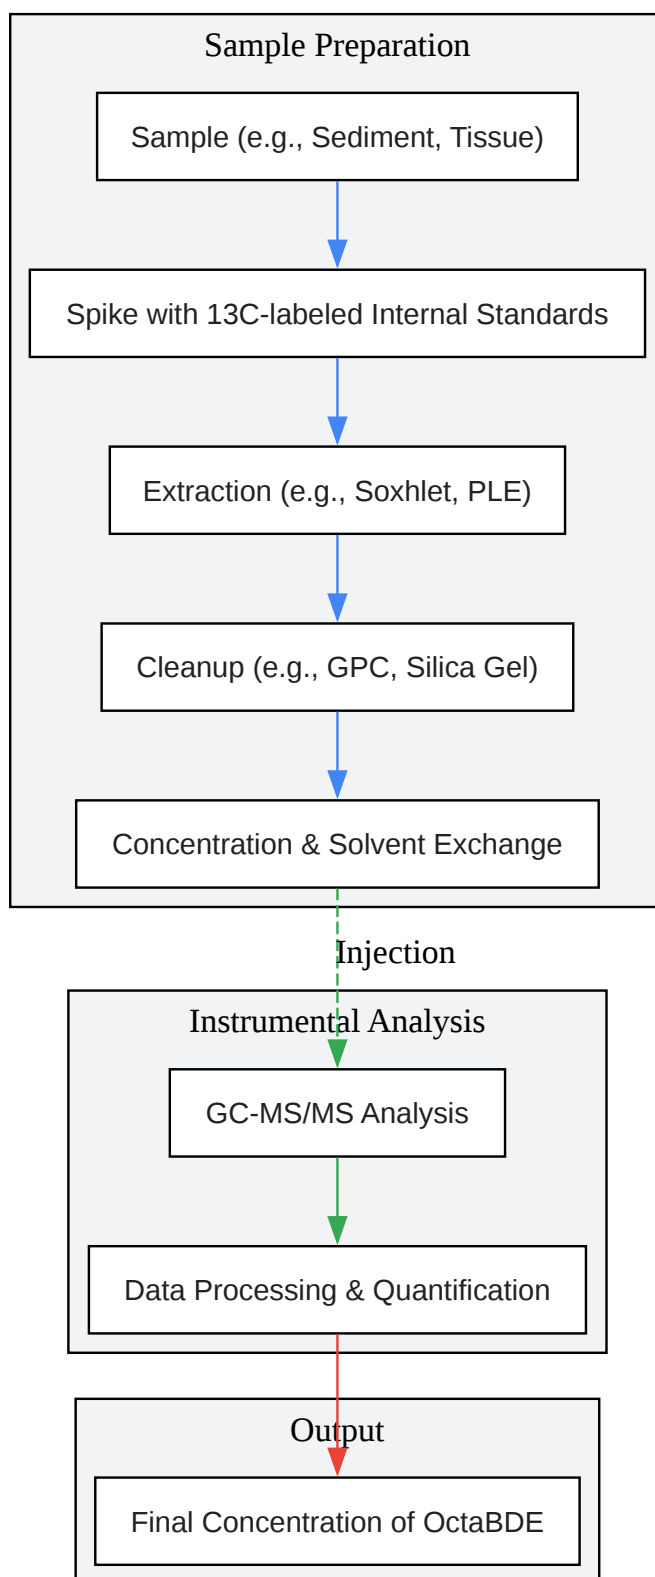 Sample Preparation
Sample (e.g., Sediment, Tissue)
Spike with 13C-labeled Internal Standards
Extraction (e.g., Soxhlet, PLE)
Cleanup (e.g., GPC, Silica Gel)
Concentration & Solvent Exchange
Injection
Instrumental Analysis
GC-MS/MS Analysis
Data Processing & Quantification
Output
Final Concentration of OctaBDE